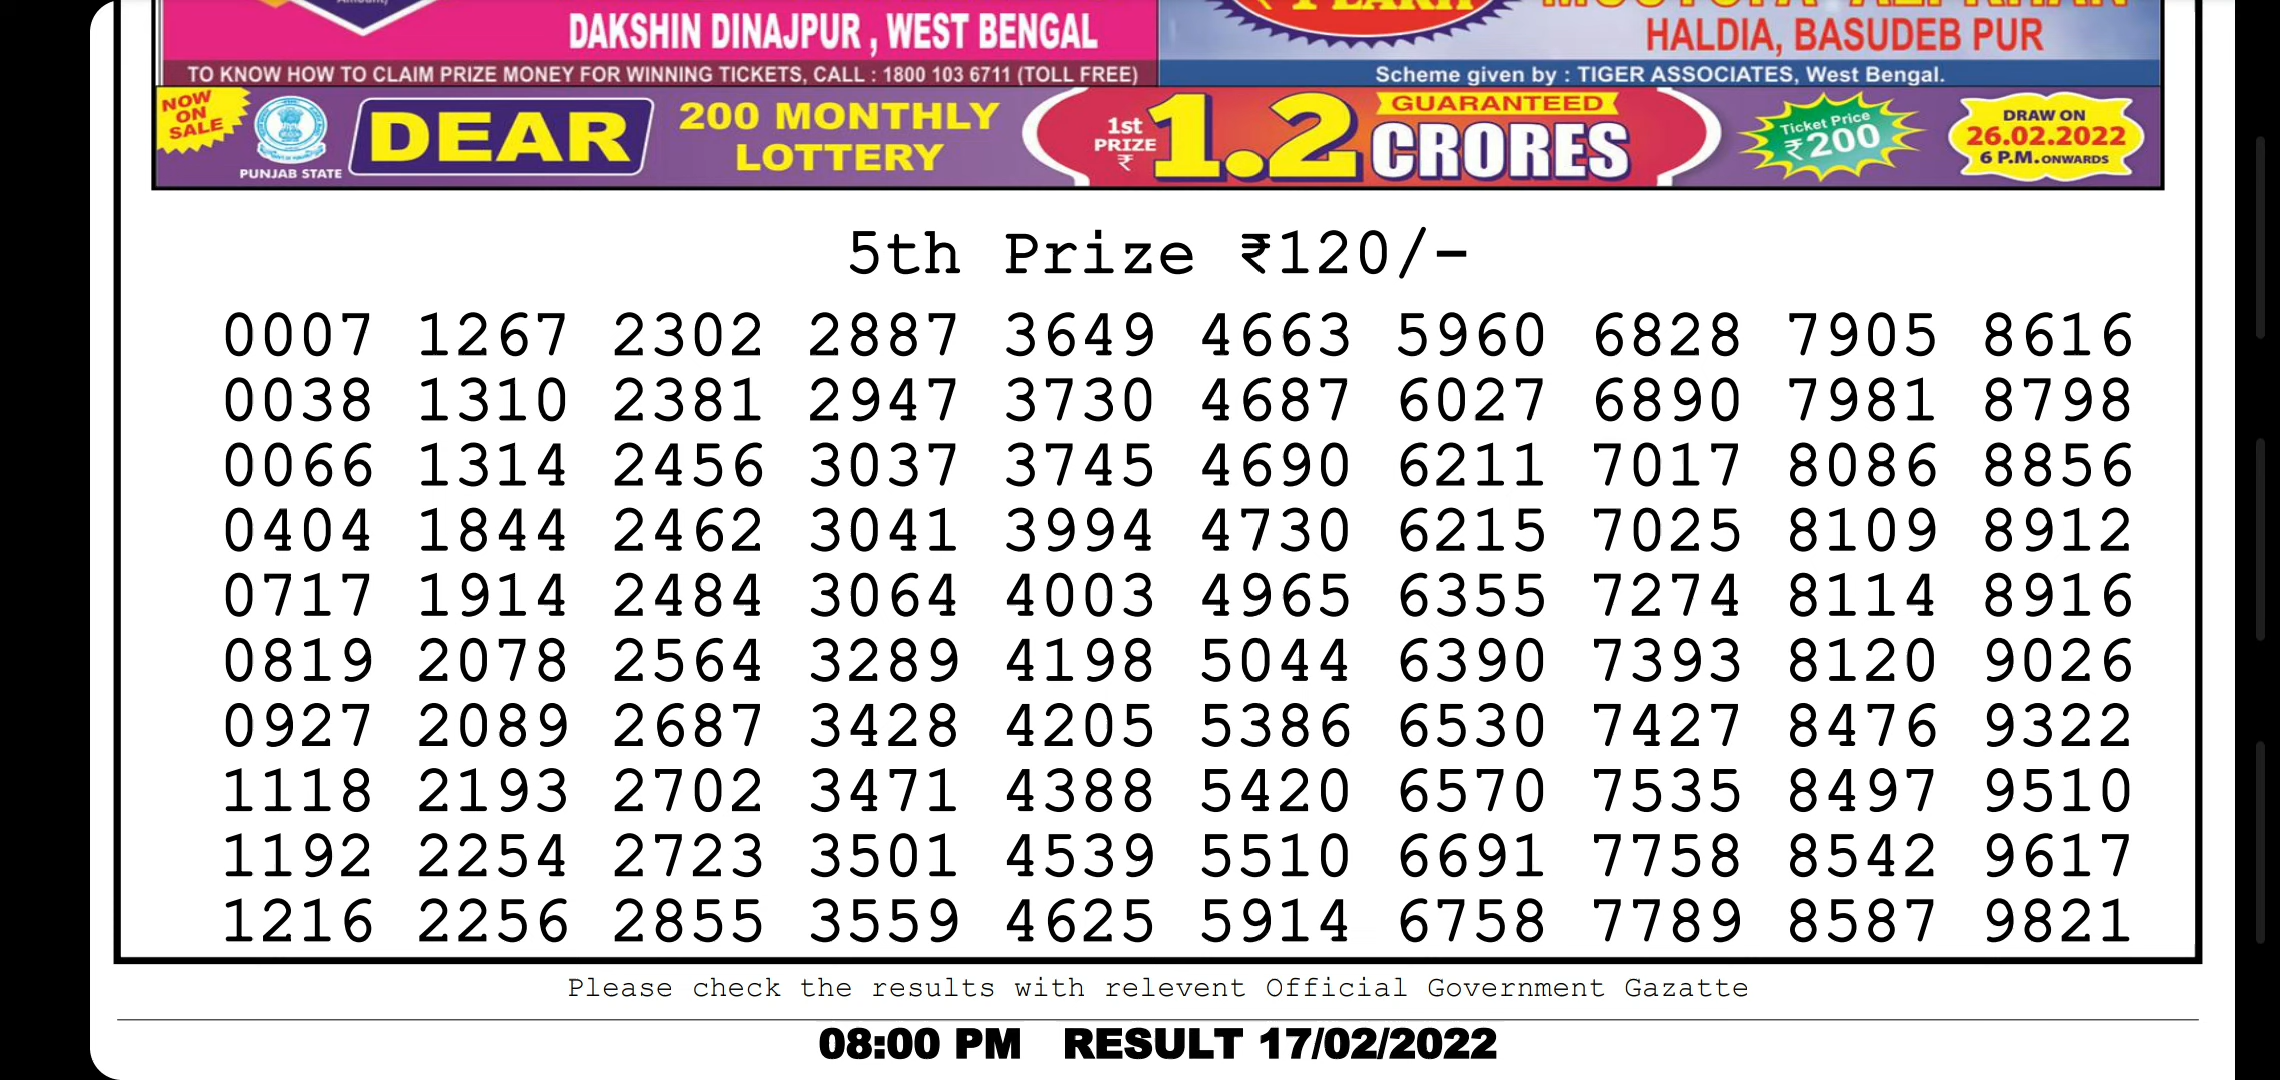 DAKSHIN DINAJPUR , WEST BENGAL
HALDIA, BASUDEB PUR
TO KNOW HOW TO CLAIM PRIZE MONEY FOR WINNING TICKETS, CALL : 1800 103 6711 (TOLL FREE)
Scheme given by : TIGER ASSOCIATES, West Bengal.
NOW
ON
SALE
PUNJAB STATE
DEAR
200 MONTHLY
LOTTERY
1st
PRIZE
₹
1.2
GUARANTEED
CRORES
Ticket Price
₹200
DRAW ON
26.02.2022
6 P.M. ONWARDS
5th Prize ₹120/-
0007 1267 2302 2887 3649 4663 5960 6828 7905 8616
0038 1310 2381 2947 3730 4687 6027 6890 7981 8798
0066 1314 2456 3037 3745 4690 6211 7017 8086 8856
0404 1844 2462 3041 3994 4730 6215 7025 8109 8912
0717 1914 2484 3064 4003 4965 6355 7274 8114 8916
0819 2078 2564 3289 4198 5044 6390 7393 8120 9026
0927 2089 2687 3428 4205 5386 6530 7427 8476 9322
1118 2193 2702 3471 4388 5420 6570 7535 8497 9510
1192 2254 2723 3501 4539 5510 6691 7758 8542 9617
1216 2256 2855 3559 4625 5914 6758 7789 8587 9821
Please check the results with relevent Official Government Gazatte
08:00 PM RESULT 17/02/2022